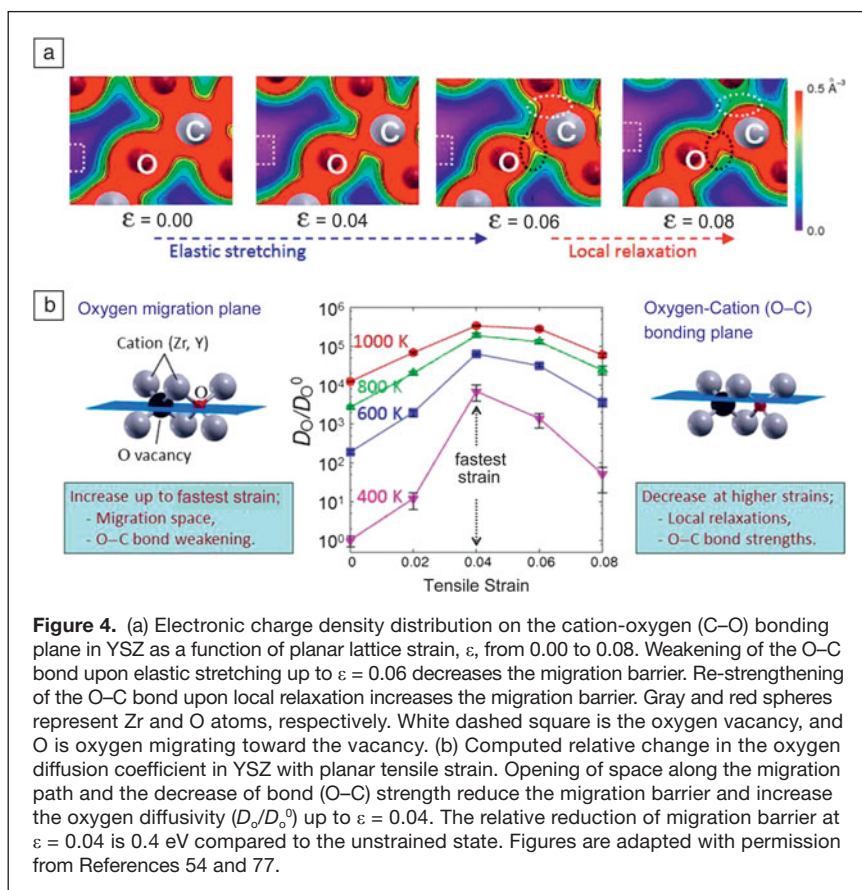 a
0.5 Å⁻³
C
O
C
O
C
O
C
O
0.0
ε = 0.00
ε = 0.04
ε = 0.06
ε = 0.08
Elastic stretching
Local relaxation
b
Oxygen migration plane
Cation (Zr, Y)
O
O vacancy
Increase up to fastest strain;
- Migration space,
- O–C bond weakening.
D_O/D_O⁰
10⁶
10⁵
10⁴
10³
10²
10¹
10⁰
1000 K
800 K
600 K
400 K
fastest
strain
0 0.02 0.04 0.06 0.08
Tensile Strain
Oxygen-Cation (O–C)
bonding plane
Decrease at higher strains;
- Local relaxations,
- O–C bond strengths.
Figure 4. (a) Electronic charge density distribution on the cation-oxygen (C–O) bonding
plane in YSZ as a function of planar lattice strain, ε, from 0.00 to 0.08. Weakening of the O–C
bond upon elastic stretching up to ε = 0.06 decreases the migration barrier. Re-strengthening
of the O–C bond upon local relaxation increases the migration barrier. Gray and red spheres
represent Zr and O atoms, respectively. White dashed square is the oxygen vacancy, and
O is oxygen migrating toward the vacancy. (b) Computed relative change in the oxygen
diffusion coefficient in YSZ with planar tensile strain. Opening of space along the migration
path and the decrease of bond (O–C) strength reduce the migration barrier and increase
the oxygen diffusivity (D_o/D_o⁰) up to ε = 0.04. The relative reduction of migration barrier at
ε = 0.04 is 0.4 eV compared to the unstrained state. Figures are adapted with permission
from References 54 and 77.